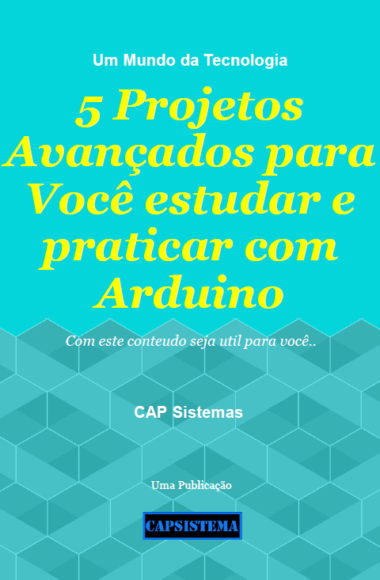 Um Mundo da Tecnologia
5 Projetos
Avançados para
Você estudar e
praticar com
Arduino
Com este conteudo seja util para você..
CAP Sistemas
Uma Publicação
CAPSISTEMA